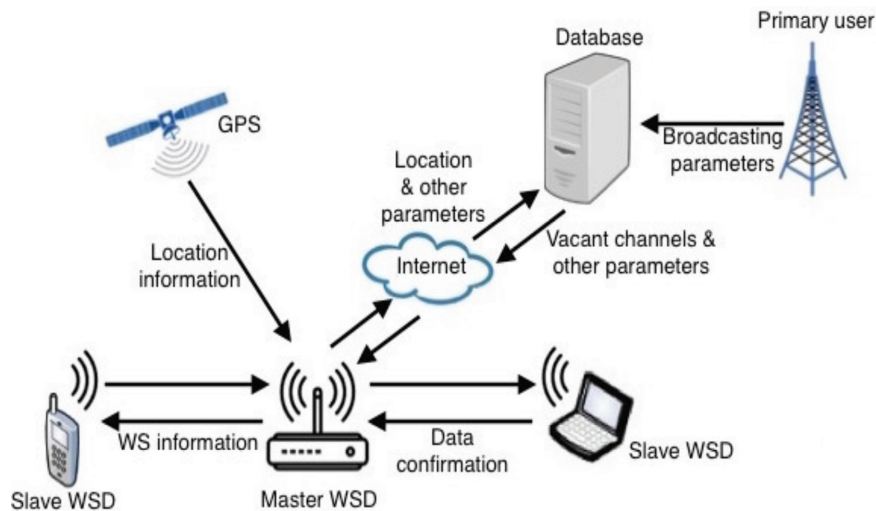 Primary user
Database
GPS
Broadcasting
parameters
Location
& other
parameters
Location
information
Internet
Vacant channels &
other parameters
WS information
Data
confirmation
Slave WSD
Slave WSD
Master WSD